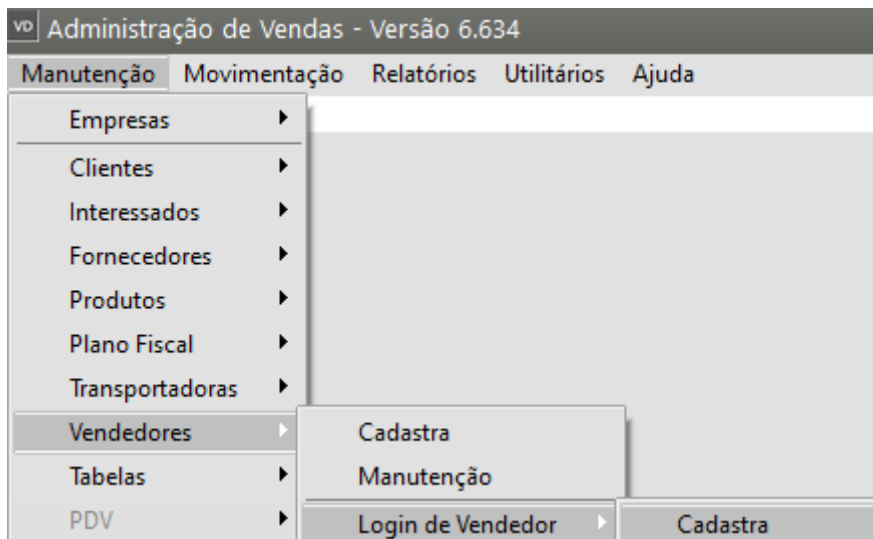 VD Administração de Vendas - Versão 6.634
Manutenção Movimentação Relatórios Utilitários Ajuda
Empresas
Clientes
Interessados
Fornecedores
Produtos
Plano Fiscal
Transportadoras
Vendedores Cadastra
Tabelas Manutenção
PDV Login de Vendedor Cadastra